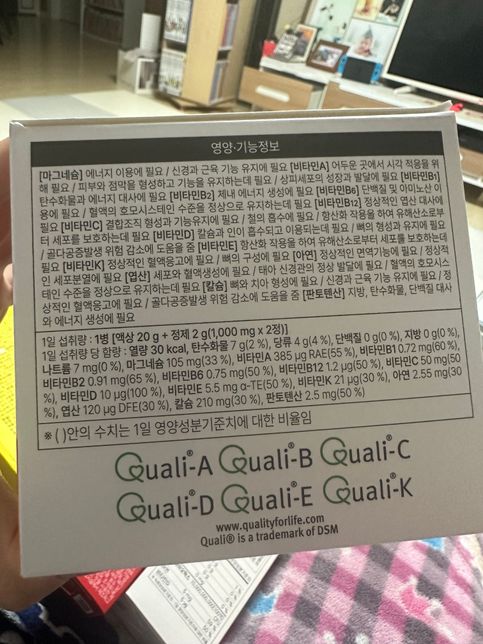 영양·기능정보
[마그네슘] 에너지 이용에 필요 / 신경과 근육 기능 유지에 필요 [비타민A] 어두운 곳에서 시각 적응을 위
해 필요 / 피부와 점막을 형성하고 기능을 유지하는데 필요 / 상피세포의 성장과 발달에 필요 [비타민B1]
탄수화물과 에너지 대사에 필요 [비타민B2] 체내 에너지 생성에 필요 [비타민B6] 단백질 및 아미노산 이
용에 필요 / 혈액의 호모시스테인 수준을 정상으로 유지하는데 필요 [비타민B12] 정상적인 엽산 대사에
필요 [비타민C] 결합조직 형성과 기능유지에 필요 / 철의 흡수에 필요 / 항산화 작용을 하여 유해산소로부
터 세포를 보호하는데 필요 [비타민D] 칼슘과 인이 흡수되고 이용되는데 필요 / 뼈의 형성과 유지에 필요
/ 골다공증발생 위험 감소에 도움을 줌 [비타민E] 항산화 작용을 하여 유해산소로부터 세포를 보호하는데
필요 [비타민K] 정상적인 혈액응고에 필요 / 뼈의 구성에 필요 [아연] 정상적인 면역기능에 필요 / 정상적
인 세포분열에 필요 [엽산] 세포와 혈액생성에 필요 / 태아 신경관의 정상 발달에 필요 / 혈액의 호모시스
테인 수준을 정상으로 유지하는데 필요 [칼슘] 뼈와 치아 형성에 필요 / 신경과 근육 기능 유지에 필요 / 정
상적인 혈액응고에 필요 / 골다공증발생 위험 감소에 도움을 줌 [판토텐산] 지방, 탄수화물, 단백질 대사
와 에너지 생성에 필요
1일 섭취량 : 1병 [액상 20 g + 정제 2 g(1,000 mg x 2정)]
1일 섭취량 당 함량 : 열량 30 kcal, 탄수화물 7 g(2 %), 당류 4 g(4 %), 단백질 0 g(0 %), 지방 0 g(0 %),
나트륨 7 mg(0 %), 마그네슘 105 mg(33 %), 비타민A 385 μg RAE(55 %), 비타민B1 0.72 mg(60 %),
비타민B2 0.91 mg(65 %), 비타민B6 0.75 mg(50 %), 비타민B12 1.2 μg(50 %), 비타민C 50 mg(50
%), 비타민D 10 μg(100 %), 비타민E 5.5 mg α-TE(50 %), 비타민K 21 μg(30 %), 아연 2.55 mg(30
%), 엽산 120 μg DFE(30 %), 칼슘 210 mg(30 %), 판토텐산 2.5 mg(50 %)
※ ( )안의 수치는 1일 영양성분기준치에 대한 비율임
Quali®-A Quali®-B Quali®-C
Quali®-D Quali®-E Quali®-K
www.qualityforlife.com
Quali® is a trademark of DSM